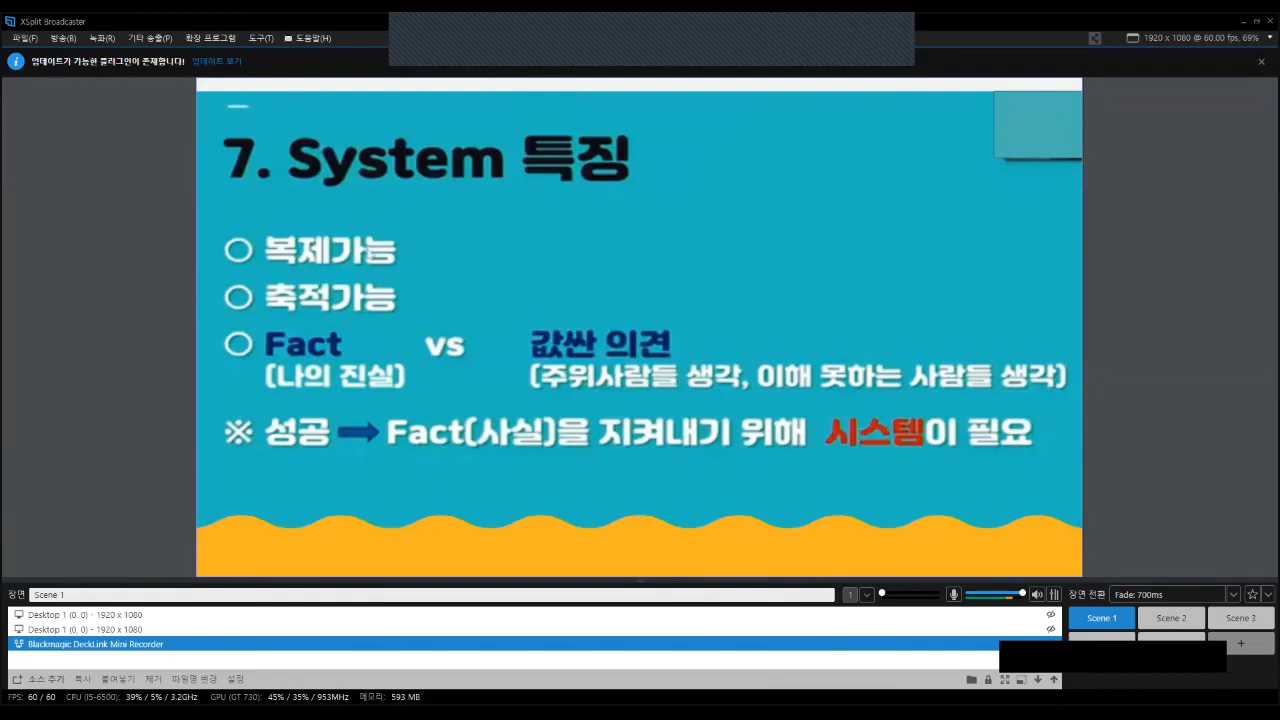 XSplit Broadcaster
파일(F) 방송(B) 녹화(R) 기타 송출(P) 확장 프로그램 도구(T) 도움말(H)
1920 x 1080 @ 60.00 fps, 69%
업데이트가 가능한 플러그인이 존재합니다! 업데이트 보기
7. System 특징
복제가능
축적가능
Fact vs 값싼 의견
(나의 진실) (주위사람들 생각, 이해 못하는 사람들 생각)
※ 성공 ➡ Fact(사실)을 지켜내기 위해 시스템이 필요
장면 Scene 1 1 장면 전환 Fade: 700ms
Desktop 1 (0, 0) - 1920 x 1080
Desktop 1 (0, 0) - 1920 x 1080
Blackmagic DeckLink Mini Recorder
Scene 1 Scene 2 Scene 3
소스 추가 복사 붙여넣기 제거 파일명 변경 설정
FPS: 60 / 60 CPU (I5-6500): 39% / 5% / 3.2GHz GPU (GT 730): 45% / 35% / 953MHz 메모리: 593 MB